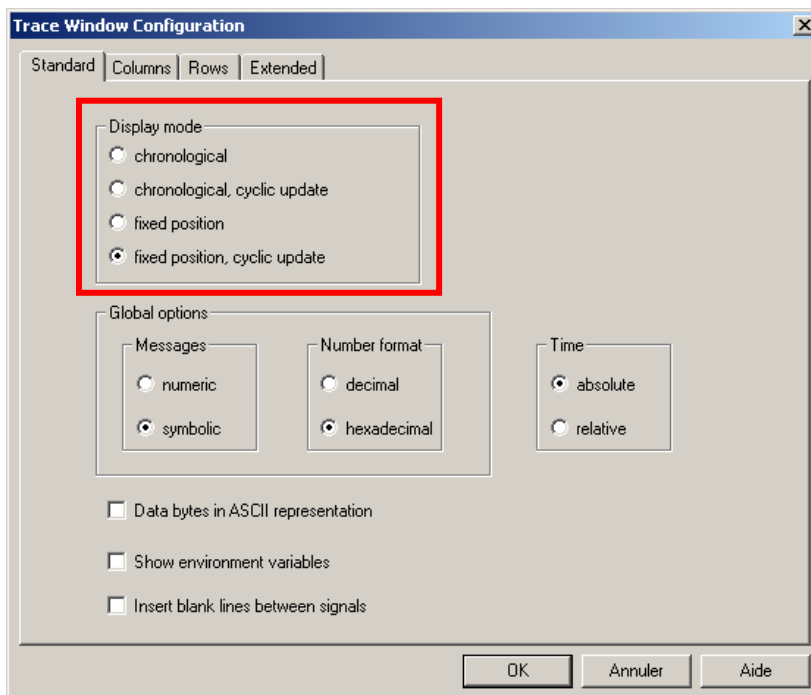 Trace Window Configuration
Standard Columns Rows Extended
Display mode
chronological
chronological, cyclic update
fixed position
fixed position, cyclic update
Global options
Messages
numeric
symbolic
Number format
decimal
hexadecimal
Time
absolute
relative
Data bytes in ASCII representation
Show environment variables
Insert blank lines between signals
OK Annuler Aide